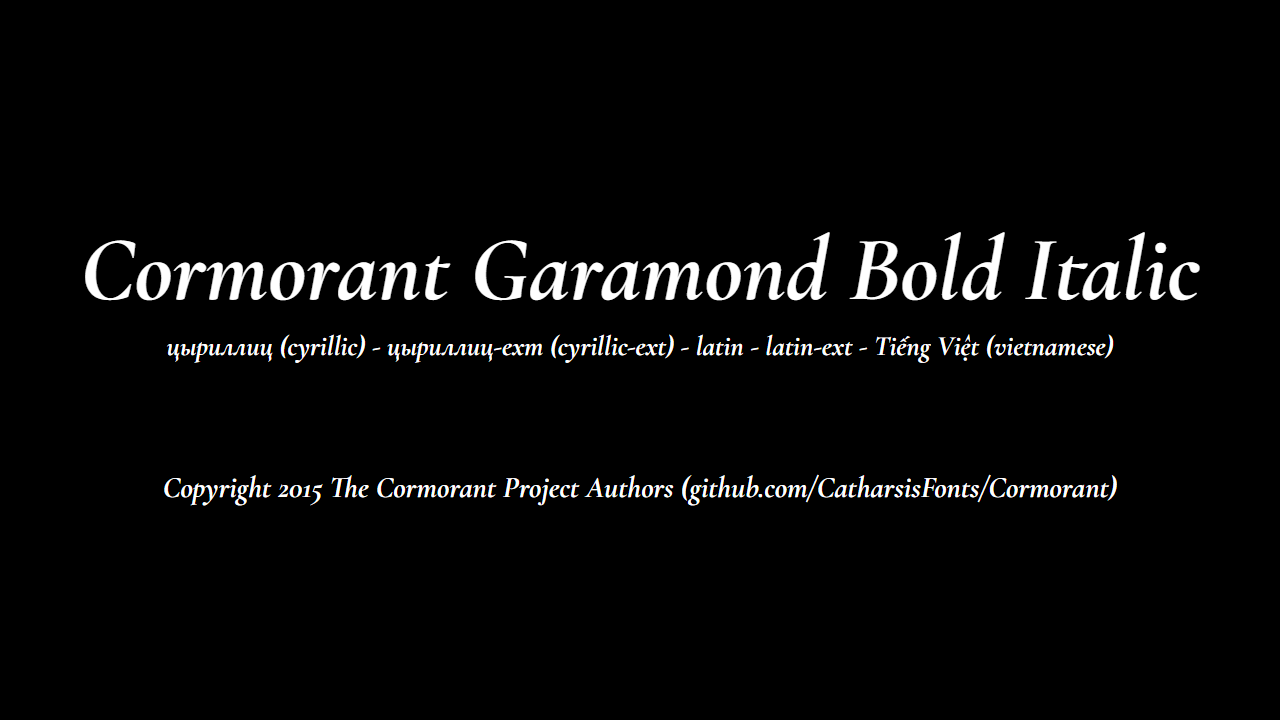 Cormorant Garamond Bold Italic
цыриллиц (cyrillic) - цыриллиц-ext (cyrillic-ext) - latin - latin-ext - Tiếng Việt (vietnamese)
Copyright 2015 The Cormorant Project Authors (github.com/CatharsisFonts/Cormorant)